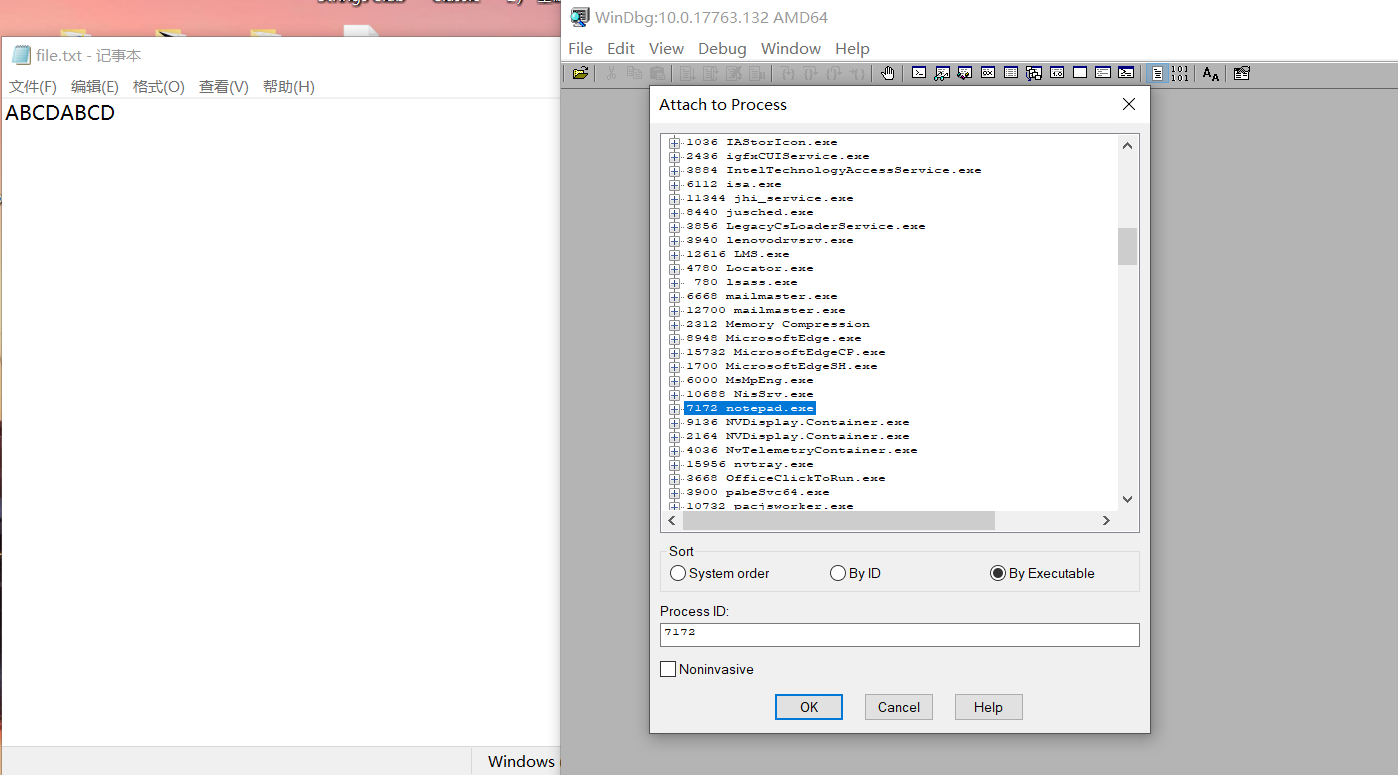 file.txt - 记事本
文件(F) 编辑(E) 格式(O) 查看(V) 帮助(H)
ABCDABCD
Windows
WinDbg:10.0.17763.132 AMD64
File Edit View Debug Window Help
Attach to Process
1036 IAStorIcon.exe
2436 igfxCUIService.exe
3884 IntelTechnologyAccessService.exe
6112 isa.exe
11344 jhi_service.exe
8440 jusched.exe
3856 LegacyCsLoaderService.exe
3940 lenovodrvsrv.exe
12616 LMS.exe
4780 Locator.exe
780 lsass.exe
6668 mailmaster.exe
12700 mailmaster.exe
2312 Memory Compression
8948 MicrosoftEdge.exe
15732 MicrosoftEdgeCP.exe
1700 MicrosoftEdgeSH.exe
6000 MsMpEng.exe
10688 NisSrv.exe
7172 notepad.exe
9136 NVDisplay.Container.exe
2164 NVDisplay.Container.exe
4036 NvTelemetryContainer.exe
15956 nvtray.exe
3668 OfficeClickToRun.exe
3900 pabeSvc64.exe
10732 pacjsworker.exe
Sort
System order By ID By Executable
Process ID:
7172
Noninvasive
OK Cancel Help